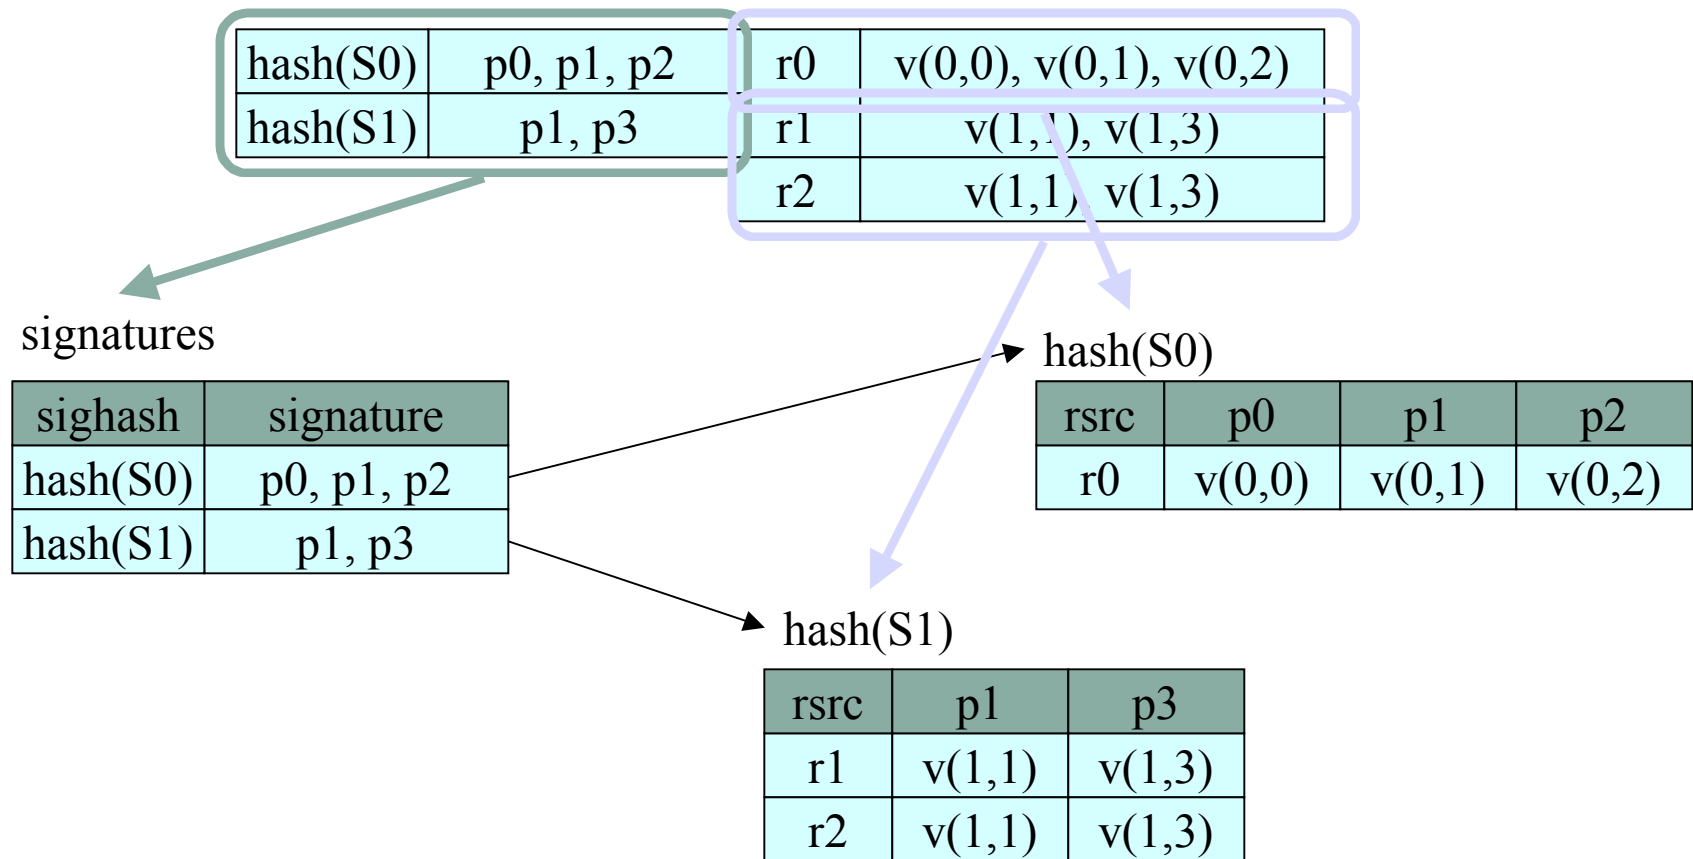 hash(S0) p0, p1, p2 r0 v(0,0), v(0,1), v(0,2)
hash(S1) p1, p3 r1 v(1,1), v(1,3)
r2 v(1,1), v(1,3)
signatures
hash(S0)
sighash signature
rsrc p0 p1 p2
hash(S0) p0, p1, p2
r0 v(0,0) v(0,1) v(0,2)
hash(S1) p1, p3
hash(S1)
rsrc p1 p3
r1 v(1,1) v(1,3)
r2 v(1,1) v(1,3)